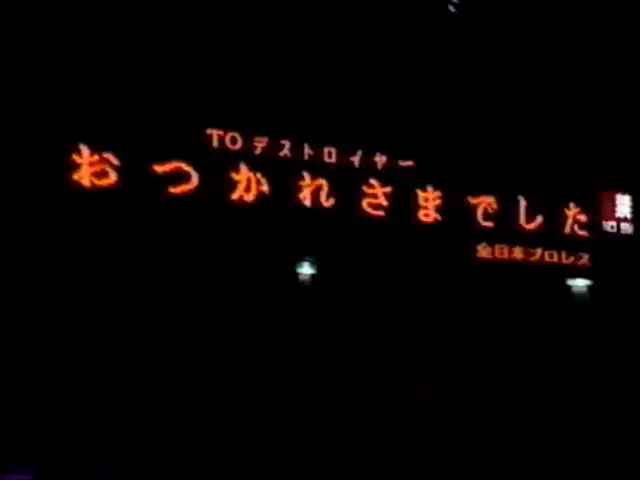 TOデストロイヤー
おつかれさまでした
全日本プロレス
禁